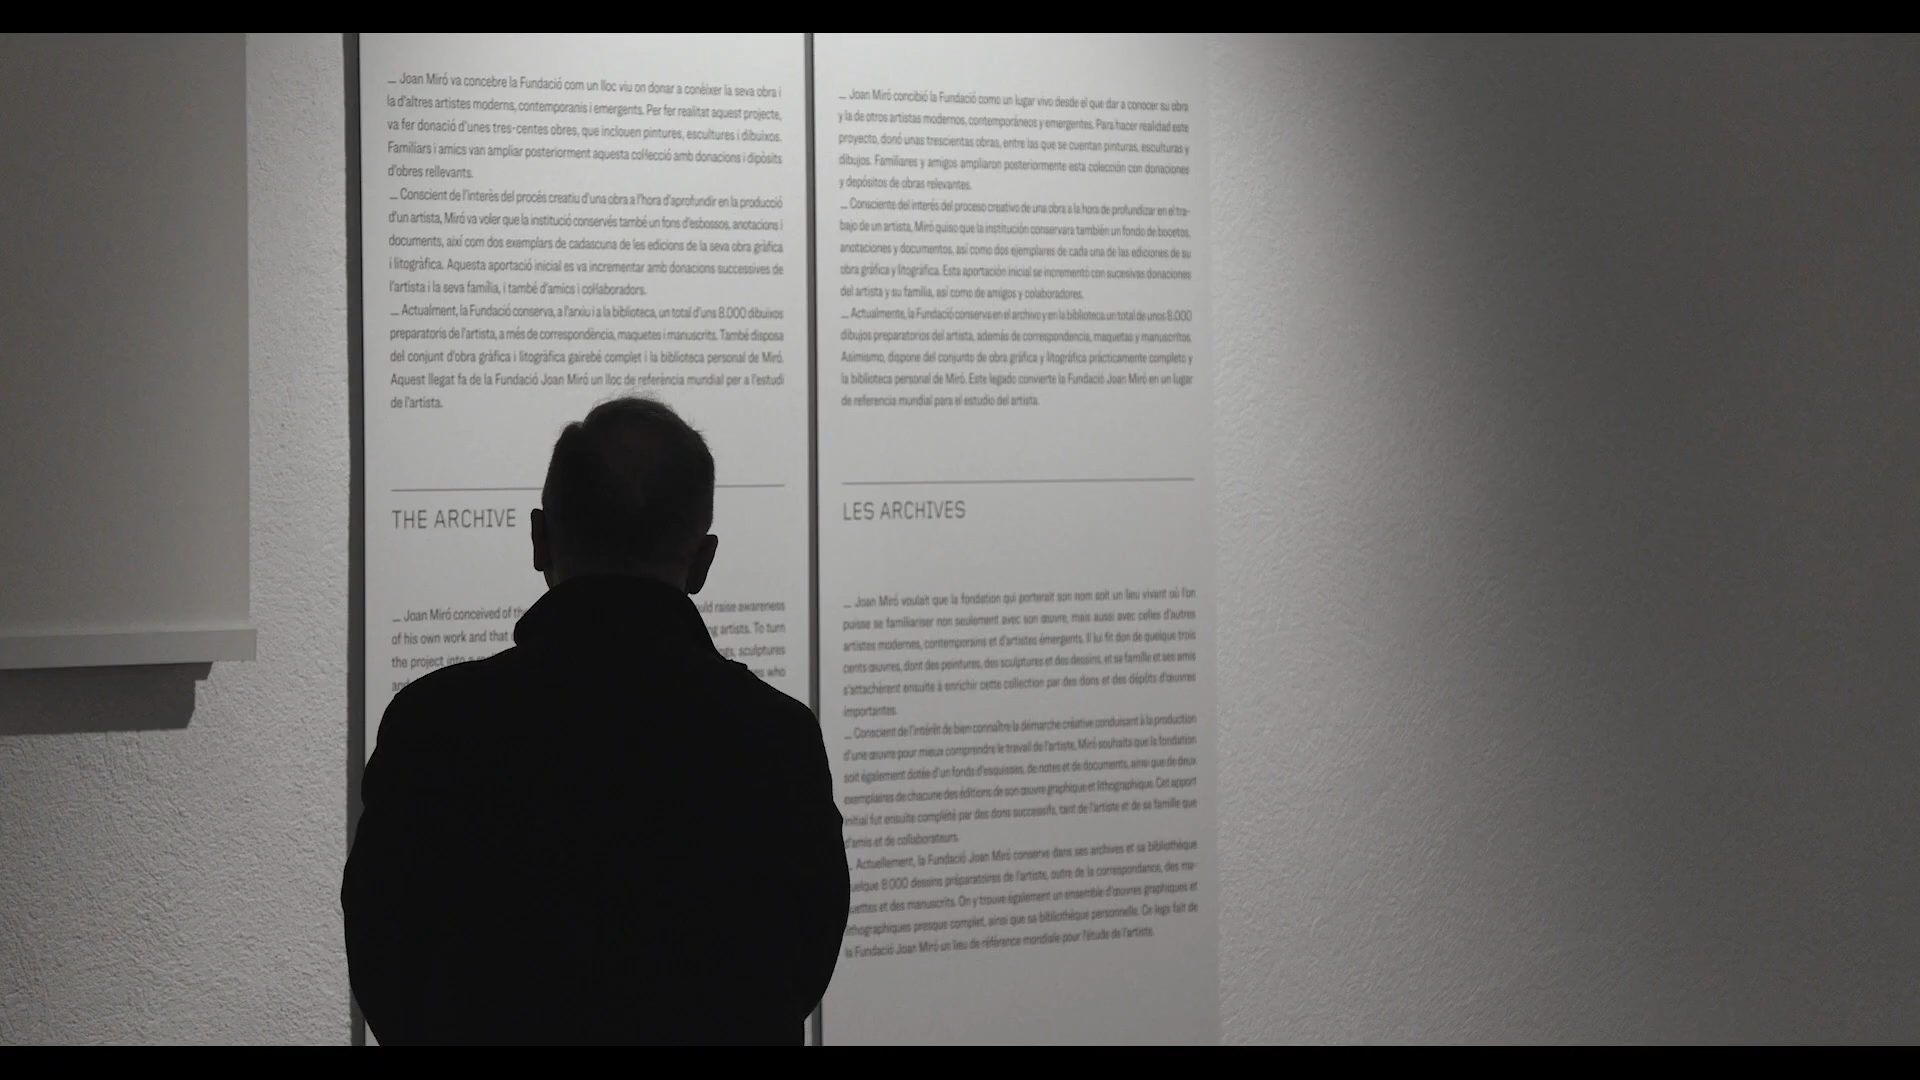 _ Joan Miró va concebre la Fundació com un lloc viu on donar a conèixer la seva obra i
la d'altres artistes moderns, contemporanis i emergents. Per fer realitat aquest projecte,
va fer donació d'unes tres-centes obres, que inclouen pintures, escultures i dibuixos.
Familiars i amics van ampliar posteriorment aquesta col·lecció amb donacions i dipòsits
d'obres rellevants.
_ Conscient de l'interès del procés creatiu d'una obra a l'hora d'aprofundir en la producció
d'un artista, Miró va voler que la institució conservés també un fons d'esbossos, anotacions i
documents, així com dos exemplars de cadascuna de les edicions de la seva obra gràfica
i litogràfica. Aquesta aportació inicial es va incrementar amb donacions successives de
l'artista i la seva família, i també d'amics i col·laboradors.
_ Actualment, la Fundació conserva, a l'arxiu i a la biblioteca, un total d'uns 8.000 dibuixos
preparatoris de l'artista, a més de correspondència, maquetes i manuscrits. També disposa
del conjunt d'obra gràfica i litogràfica gairebé complet i la biblioteca personal de Miró.
Aquest llegat fa de la Fundació Joan Miró un lloc de referència mundial per a l'estudi
de l'artista.
THE ARCHIVE
_ Joan Miró conceived of uld raise awareness
of his own work and that artists. To turn
the project sculptures
who
_ Joan Miró concibió la Fundació como un lugar vivo desde el que dar a conocer su obra
y la de otros artistas modernos, contemporáneos y emergentes. Para hacer realidad este
proyecto, donó unas trescientas obras, entre las que se cuentan pinturas, esculturas y
dibujos. Familiares y amigos ampliaron posteriormente esta colección con donaciones
y depósitos de obras relevantes.
_ Consciente del interés del proceso creativo de una obra a la hora de profundizar en el tra-
bajo de un artista, Miró quiso que la institución conservara también un fondo de bocetos,
anotaciones y documentos, así como dos ejemplares de cada una de las ediciones de su
obra gráfica y litográfica. Esta aportación inicial se incrementó con sucesivas donaciones
del artista y su familia, así como de amigos y colaboradores.
_ Actualmente, la Fundació conserva en el archivo y en la biblioteca un total de unos 8.000
dibujos preparatorios del artista, además de correspondencia, maquetas y manuscritos.
Asimismo, dispone del conjunto de obra gráfica y litográfica prácticamente completo y
la biblioteca personal de Miró. Este legado convierte la Fundació Joan Miró en un lugar
de referencia mundial para el estudio del artista.
LES ARCHIVES
_ Joan Miró voulait que la fondation qui porterait son nom soit un lieu vivant où l'on
puisse se familiariser non seulement avec son œuvre, mais aussi avec celles d'autres
artistes modernes, contemporains et d'artistes émergents. Il lui fit don de quelque trois
cents œuvres, dont des peintures, des sculptures et des dessins, et sa famille et ses amis
s'attachèrent ensuite à enrichir cette collection par des dons et des dépôts d'œuvres
importantes.
_ Conscient de l'intérêt de bien connaître la démarche créative conduisant à la production
d'une œuvre pour mieux comprendre le travail de l'artiste, Miró souhaita que la fondation
soit également dotée d'un fonds d'esquisses, de notes et de documents, ainsi que de deux
exemplaires de chacune des éditions de son œuvre graphique et lithographique. Cet apport
initial fut ensuite complété par des dons successifs, tant de l'artiste et de sa famille que
d'amis et de collaborateurs.
_ Actuellement, la Fundació Joan Miró conserve dans ses archives et sa bibliothèque
uelque 8 000 dessins préparatoires de l'artiste, outre de la correspondance, des ma-
uettes et des manuscrits. On y trouve également un ensemble d'œuvres graphiques et
ithographiques presque complet, ainsi que sa bibliothèque personnelle. Ce legs fait de
la Fundació Joan Miró un lieu de référence mondiale pour l'étude de l'artiste.